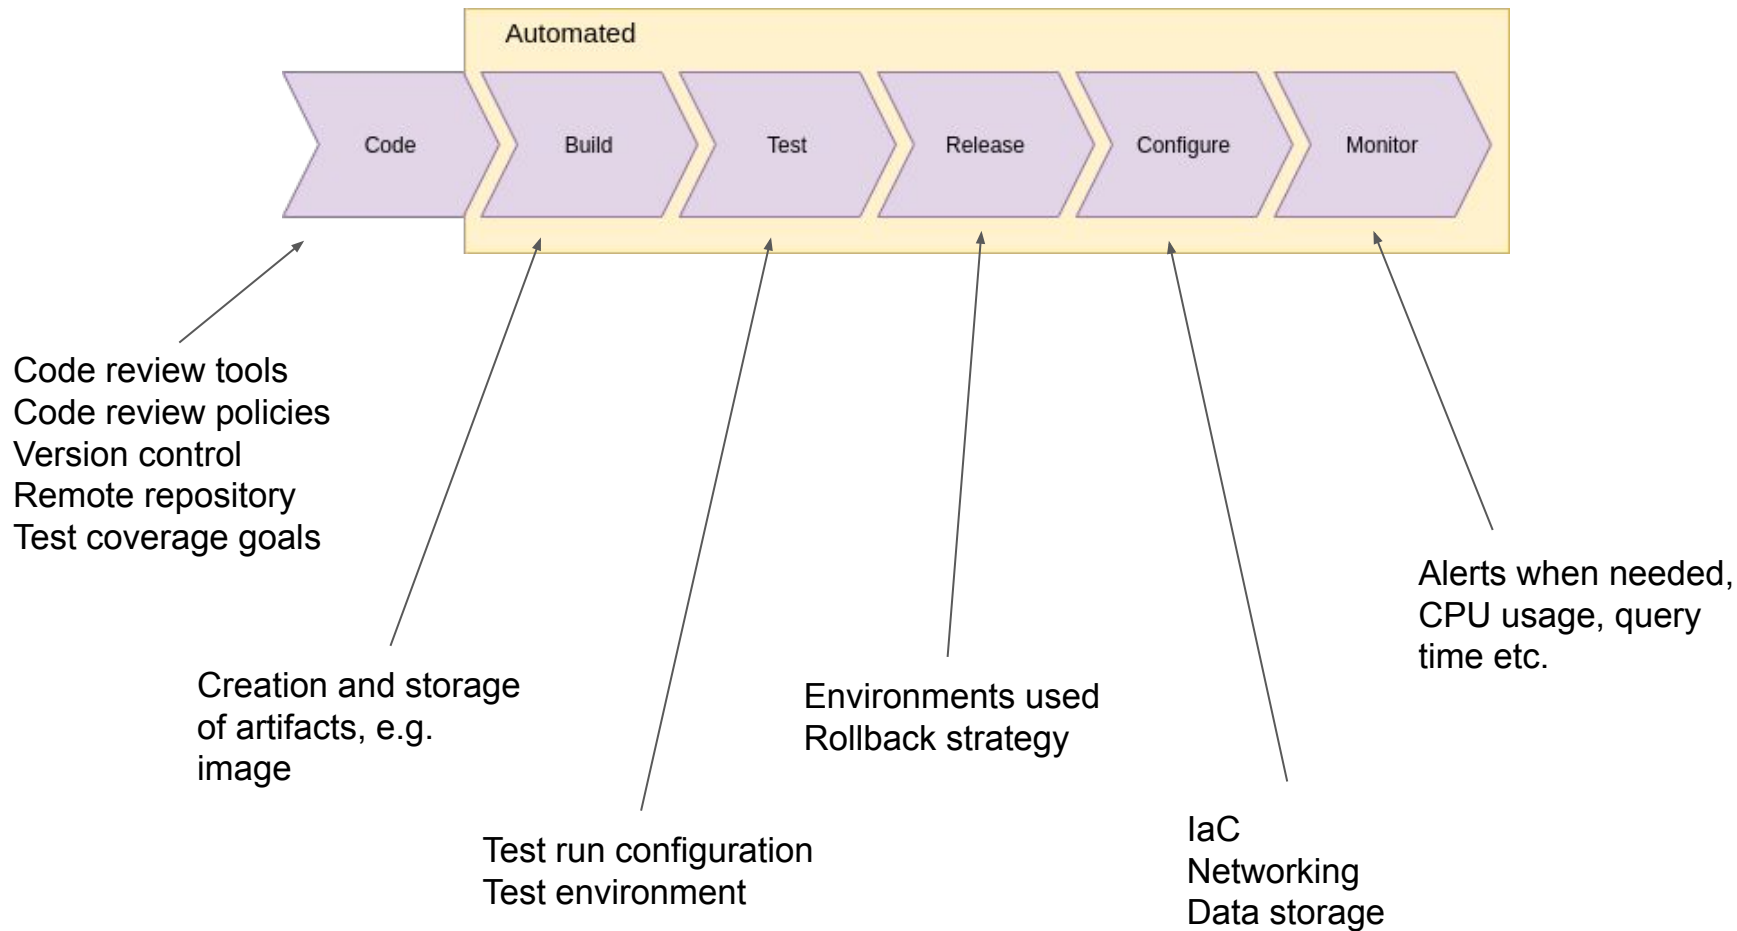 Automated
Code
Build
Test
Release
Configure
Monitor
Code review tools
Code review policies
Version control
Remote repository
Test coverage goals
Creation and storage
of artifacts, e.g.
image
Test run configuration
Test environment
Environments used
Rollback strategy
IaC
Networking
Data storage
Alerts when needed,
CPU usage, query
time etc.